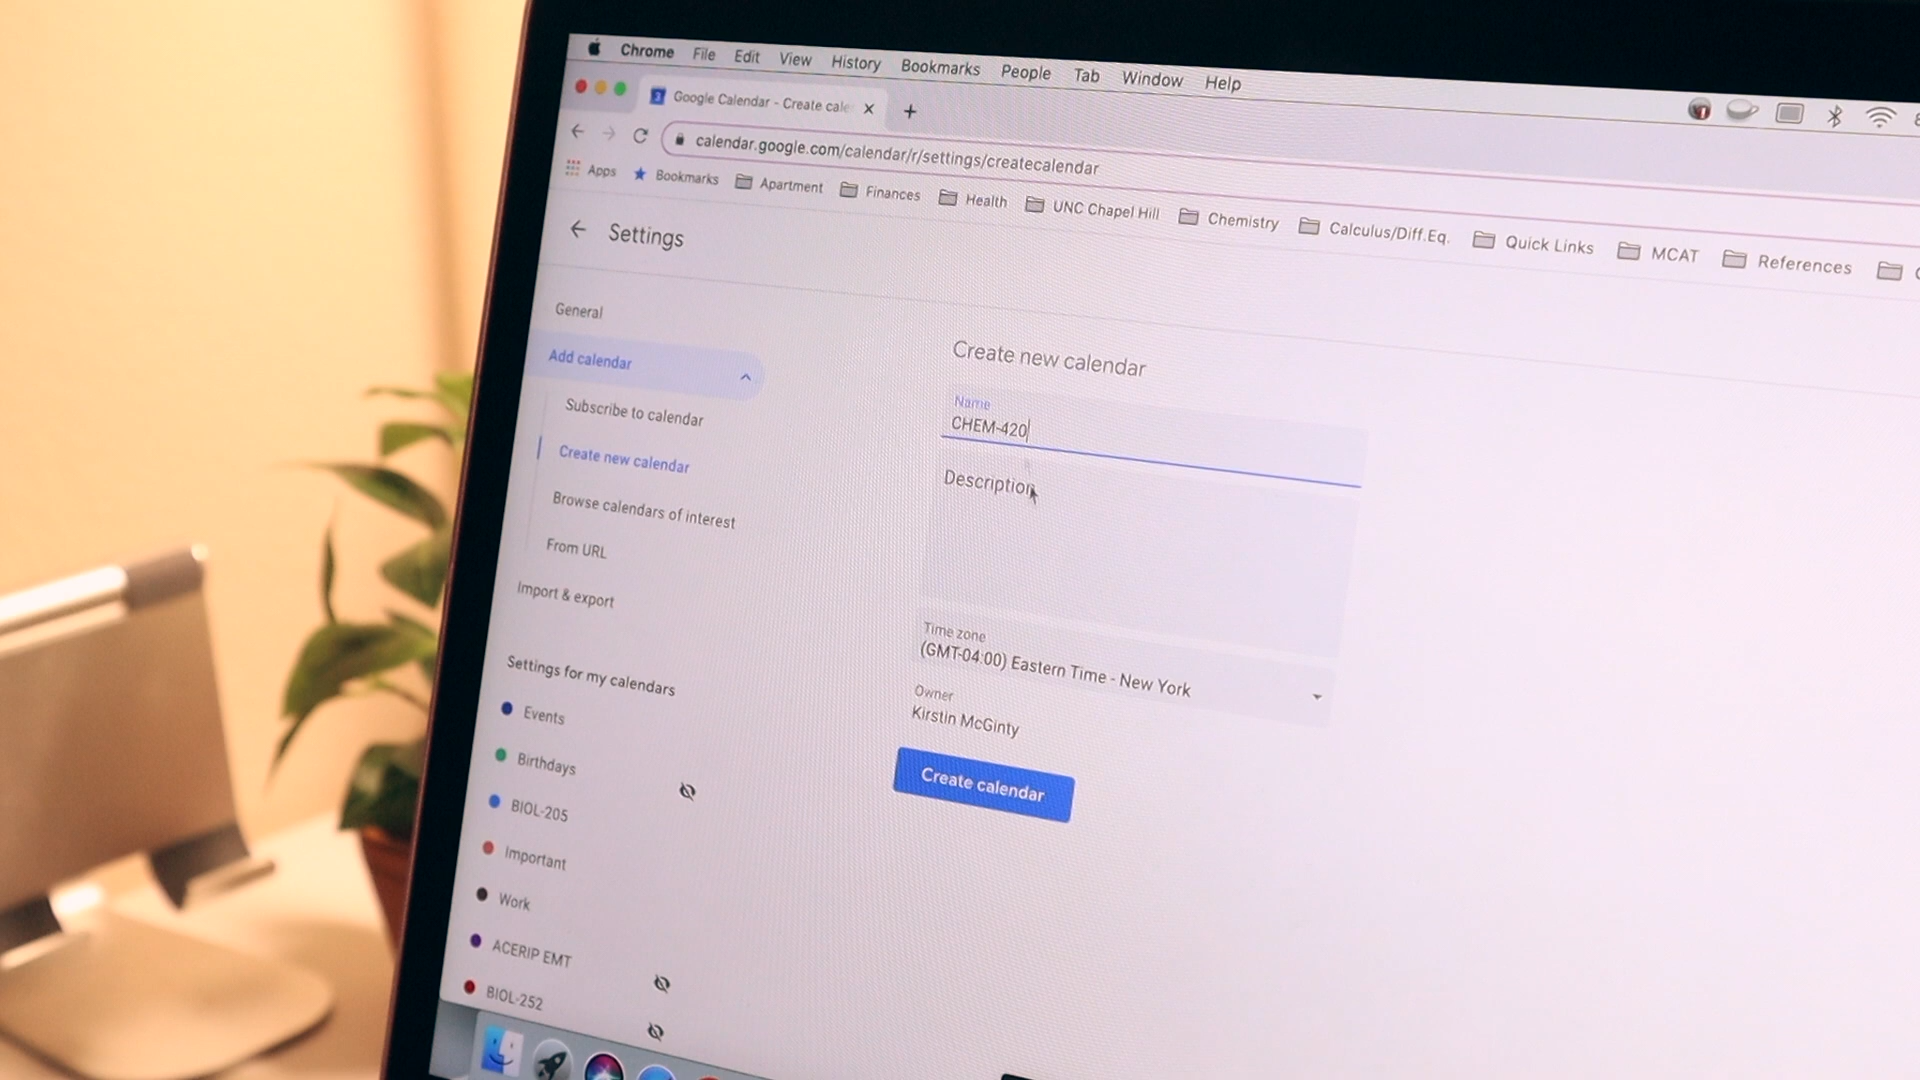 Chrome File Edit View History Bookmarks People Tab Window Help
Google Calendar - Create cale
calendar.google.com/calendar/r/settings/createcalendar
Apps Bookmarks Apartment Finances Health UNC Chapel Hill Chemistry Calculus/Diff.Eq. Quick Links MCAT References
Settings
General
Add calendar
Subscribe to calendar
Create new calendar
Browse calendars of interest
From URL
Import & export
Settings for my calendars
Events
Birthdays
BIOL-205
Important
Work
ACERIP EMT
BIOL-252
Create new calendar
Name
CHEM-420
Description
Time zone
(GMT-04:00) Eastern Time - New York
Owner
Kirstin McGinty
Create calendar